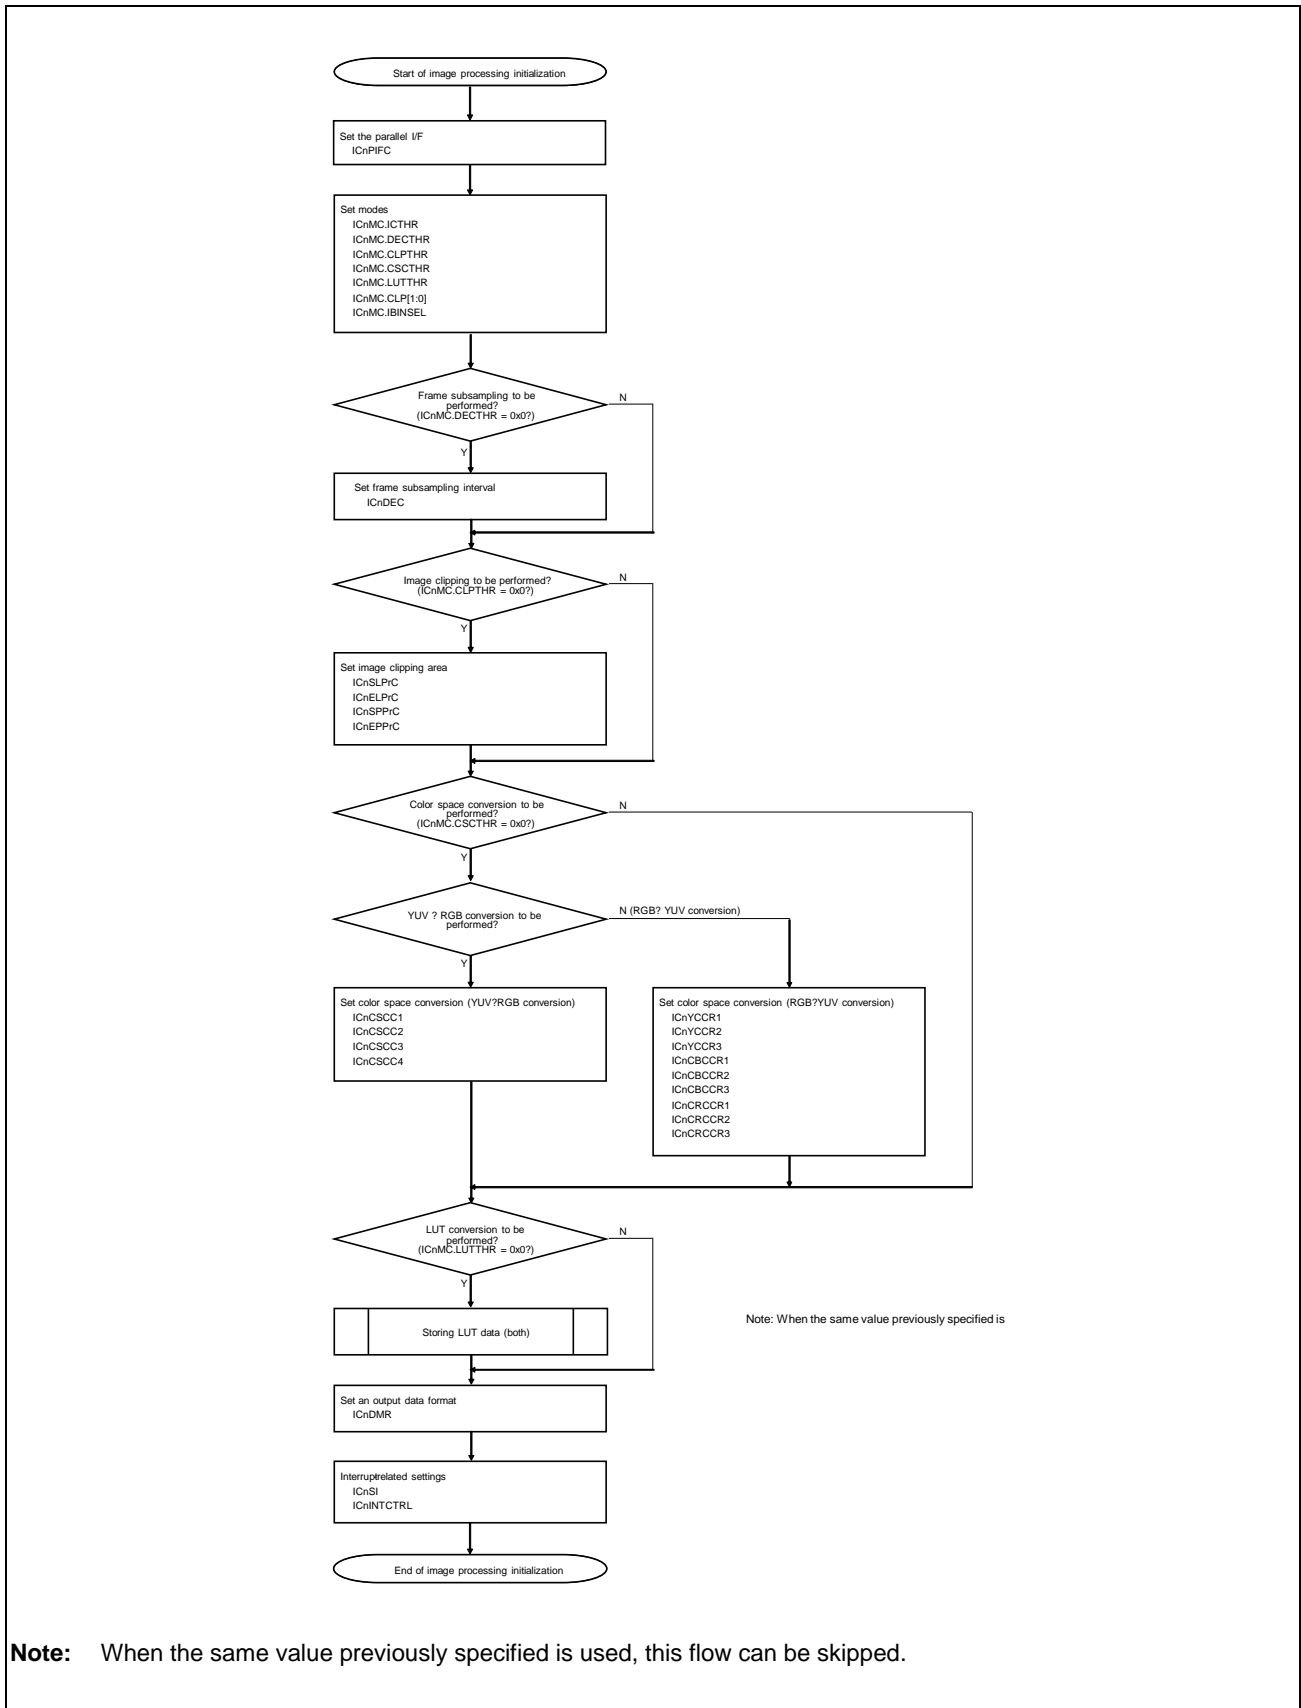 Start of image processing initialization
Set the parallel I/F
ICnPIFC
Set modes
ICnMC.ICTHR
ICnMC.DECTHR
ICnMC.CLPTHR
ICnMC.CSCTHR
ICnMC.LUTTHR
ICnMC.CLP[1:0]
ICnMC.IBINSEL
Frame subsampling to be
performed?
(ICnMC.DECTHR = 0x0?)
N
Y
Set frame subsampling interval
ICnDEC
Image clipping to be performed?
(ICnMC.CLPTHR = 0x0?)
N
Y
Set image clipping area
ICnSLPrC
ICnELPrC
ICnSPPrC
ICnEPPrC
Color space conversion to be
performed?
(ICnMC.CSCTHR = 0x0?)
N
Y
YUV ? RGB conversion to be
performed?
N (RGB? YUV conversion)
Y
Set color space conversion (YUV?RGB conversion)
ICnCSCC1
ICnCSCC2
ICnCSCC3
ICnCSCC4
Set color space conversion (RGB?YUV conversion)
ICnYCCR1
ICnYCCR2
ICnYCCR3
ICnCBCCR1
ICnCBCCR2
ICnCBCCR3
ICnCRCCR1
ICnCRCCR2
ICnCRCCR3
LUT conversion to be
performed?
(ICnMC.LUTTHR = 0x0?)
N
Y
Storing LUT data (both)
Note: When the same value previously specified is
Set an output data format
ICnDMR
Interruptrelated settings
ICnSI
ICnINTCTRL
End of image processing initialization
Note: When the same value previously specified is used, this flow can be skipped.